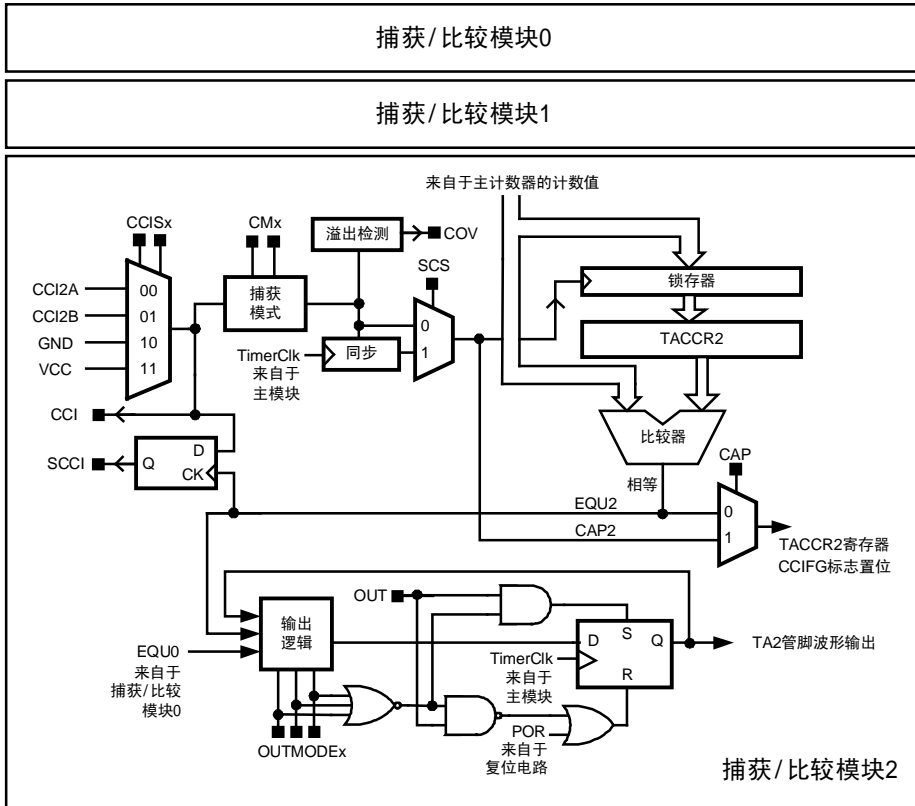 捕获/比较模块0
捕获/比较模块1
来自于主计数器的计数值
CCISx
CMx
溢出检测
COV
SCS
CCI2A
00
CCI2B
01
GND
10
VCC
11
捕获
模式
锁存器
0
TACCR2
TimerClk
来自于
主模块
同步
1
CCI
比较器
SCCI
Q
D
CK
CAP
相等
EQU2
0
CAP2
1
TACCR2寄存器
CCIFG标志置位
OUT
输出
逻辑
D
S
Q
R
TA2管脚波形输出
EQU0
来自于
捕获/比较
模块0
TimerClk
来自于
主模块
OUTMODEx
POR
来自于
复位电路
捕获/比较模块2